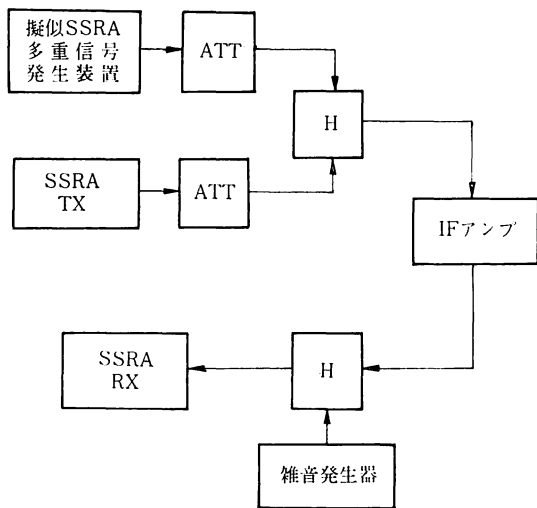 擬似SSRA
多重信号
発生装置
ATT
H
SSRA
TX
ATT
IFアンプ
SSRA
RX
H
雑音発生器